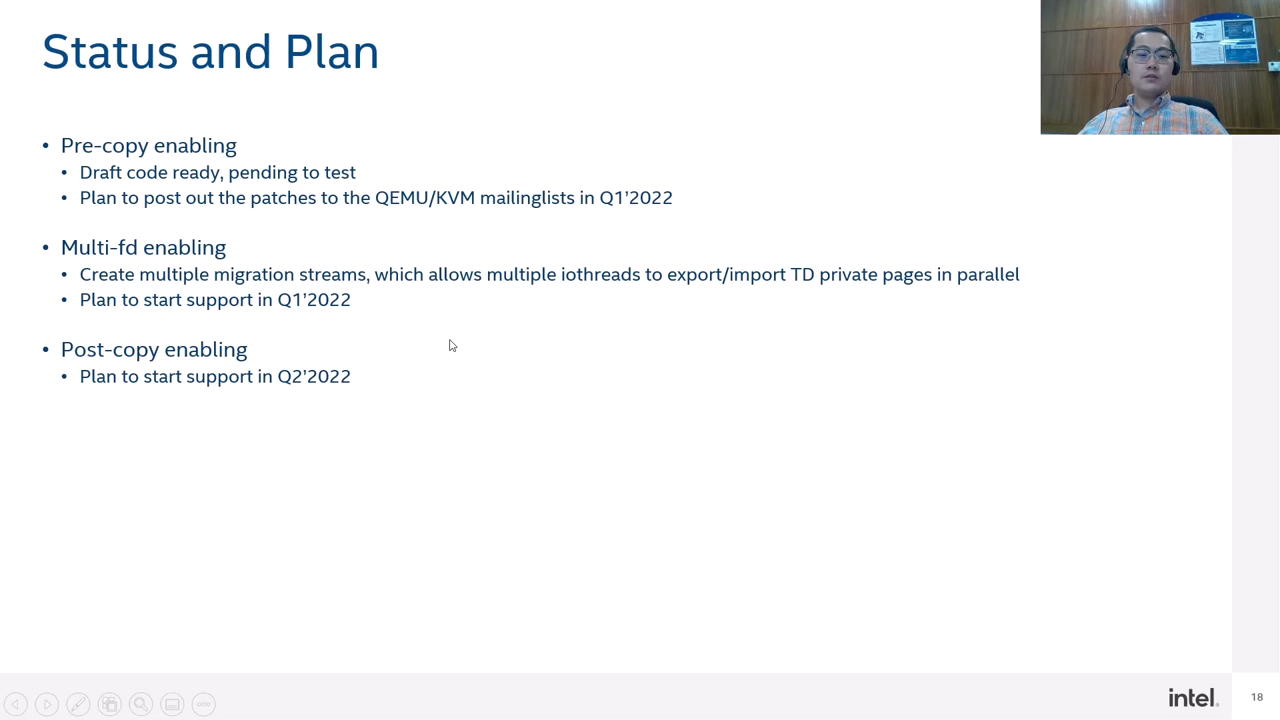 Status and Plan
• Pre-copy enabling
• Draft code ready, pending to test
• Plan to post out the patches to the QEMU/KVM mailinglists in Q1’2022
• Multi-fd enabling
• Create multiple migration streams, which allows multiple iothreads to export/import TD private pages in parallel
• Plan to start support in Q1’2022
• Post-copy enabling
• Plan to start support in Q2’2022
intel.
18